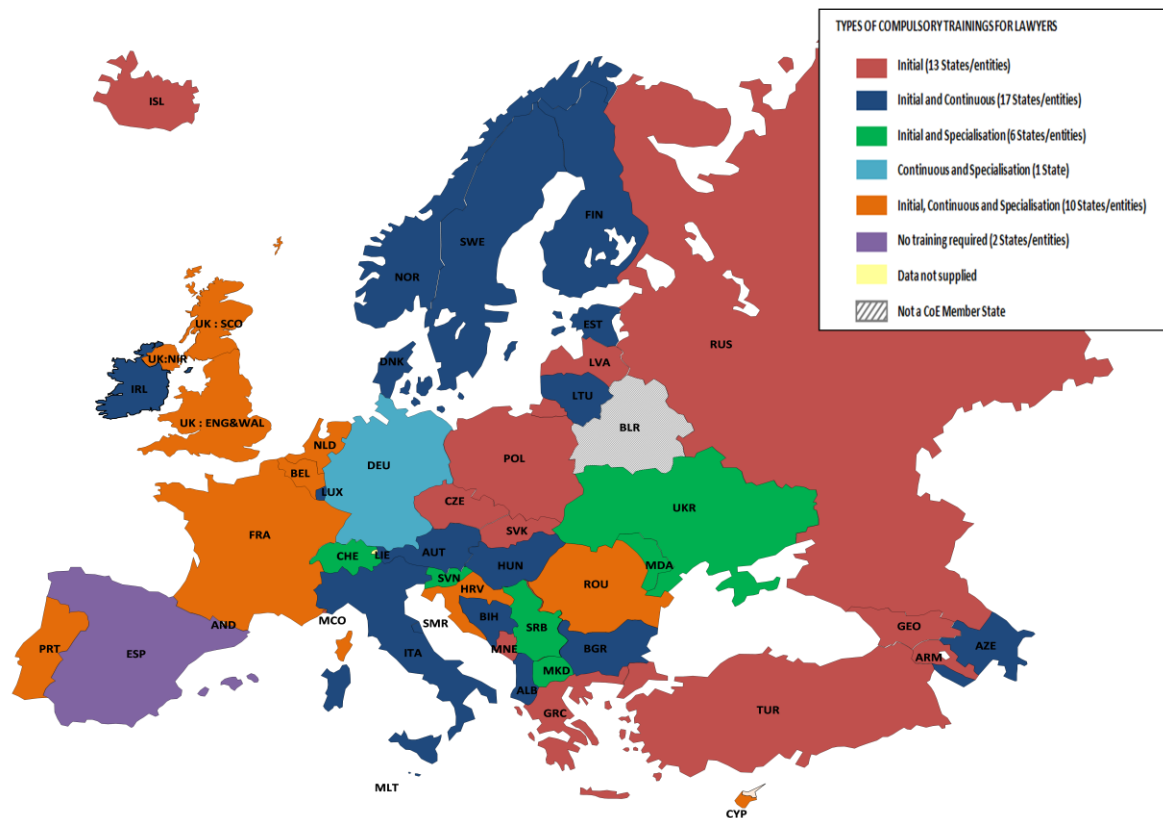 TYPES OF COMPULSORY TRAININGS FOR LAWYERS
Initial (13 States/entities)
Initial and Continuous (17 States/entities)
Initial and Specialisation (6 States/entities)
Continuous and Specialisation (1 State)
Initial, Continuous and Specialisation (10 States/entities)
No training required (2 States/entities)
Data not supplied
Not a CoE Member State
ISL
FIN
SWE
NOR
UK : SCO
EST
RUS
UK:NIR
DNK
LVA
IRL
LTU
UK : ENG&WAL
BLR
NLD
DEU
POL
BEL
LUX
CZE
UKR
SVK
FRA
CHE
LIE
AUT
HUN
MDA
SVN
HRV
ROU
MCO
SMR
BIH
AND
SRB
GEO
PRT
ESP
ITA
MNE
BGR
AZE
ARM
MKD
ALB
GRC
TUR
MLT
CYP